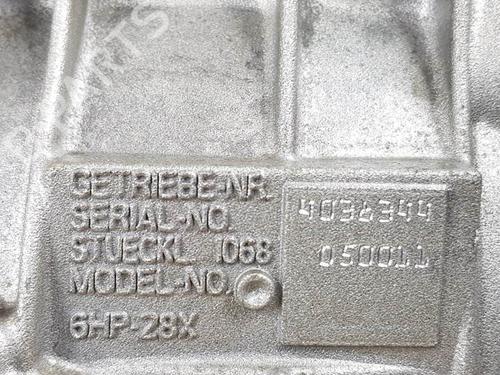 GETRIEBE-NR.
SERIAL-NO. 4036344
STUECKL. 1068 050011
MODEL-NO.
6HP-28X